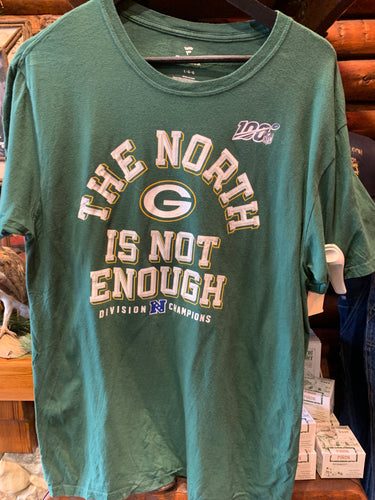 100
THE NORTH
G
IS NOT
ENOUGH
DIVISION N CHAMPIONS